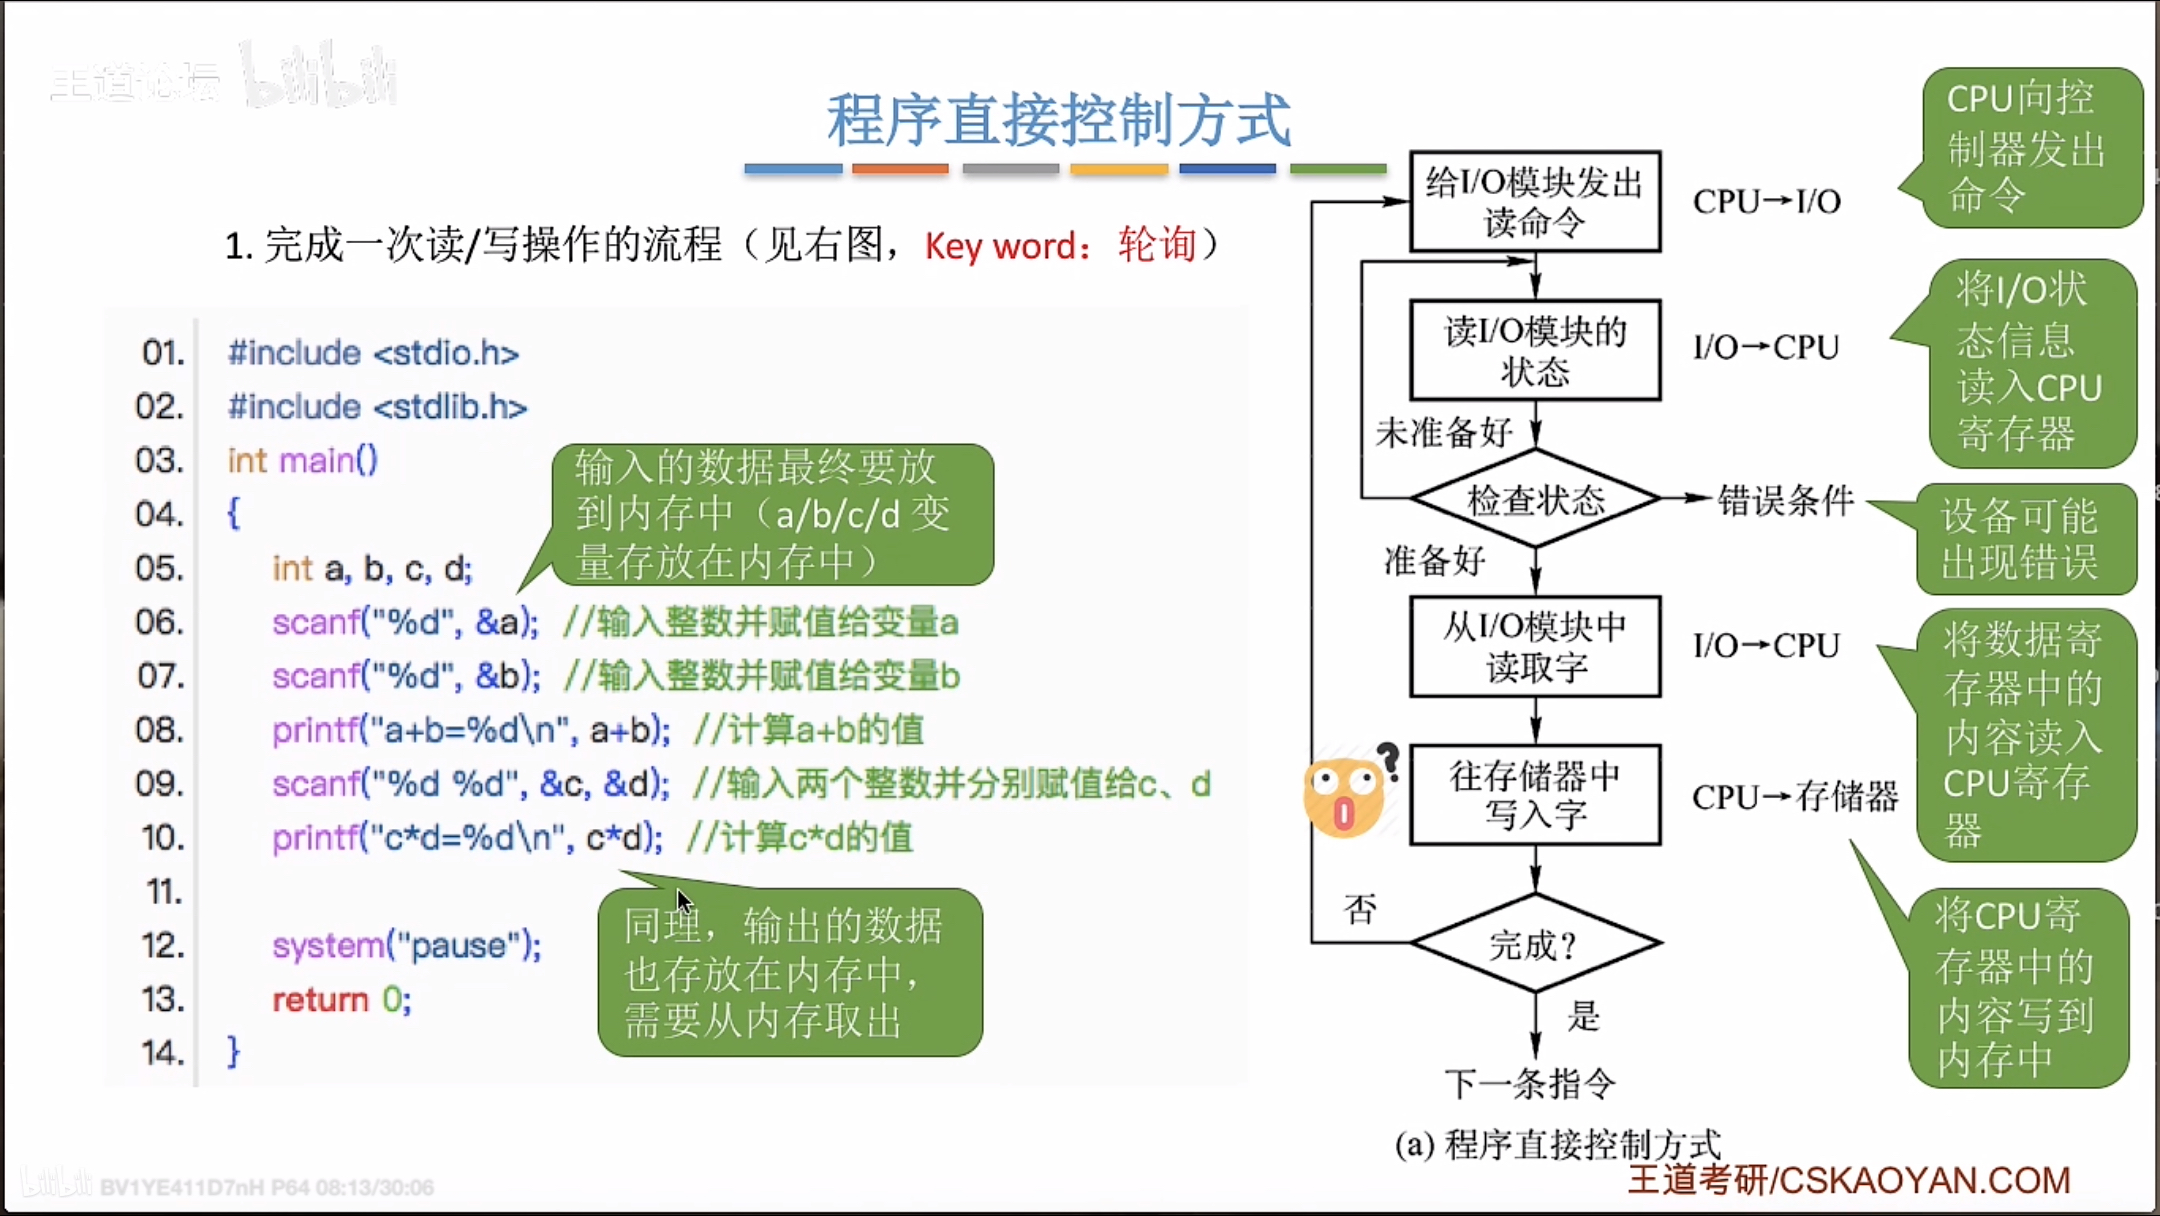 王道论坛 bilibili
程序直接控制方式
1. 完成一次读/写操作的流程（见右图，Key word：轮询）
01. #include <stdio.h>
02. #include <stdlib.h>
03. int main()
04. {
05. int a, b, c, d;
06. scanf("%d", &a); //输入整数并赋值给变量a
07. scanf("%d", &b); //输入整数并赋值给变量b
08. printf("a+b=%d\n", a+b); //计算a+b的值
09. scanf("%d %d", &c, &d); //输入两个整数并分别赋值给c、d
10. printf("c*d=%d\n", c*d); //计算c*d的值
11.
12. system("pause");
13. return 0;
14. }
输入的数据最终要放
到内存中（a/b/c/d 变
量存放在内存中）
同理，输出的数据
也存放在内存中，
需要从内存取出
给I/O模块发出
读命令
CPU→I/O
CPU向控
制器发出
命令
读I/O模块的
状态
I/O→CPU
将I/O状
态信息
读入CPU
寄存器
未准备好
检查状态
错误条件
设备可能
出现错误
准备好
从I/O模块中
读取字
I/O→CPU
将数据寄
存器中的
内容读入
CPU寄存
器
往存储器中
写入字
CPU→存储器
将CPU寄
存器中的
内容写到
内存中
否
完成？
是
下一条指令
(a) 程序直接控制方式
王道考研/CSKAOYAN.COM
bilibili BV1YE411D7nH P64 08:13/30:06